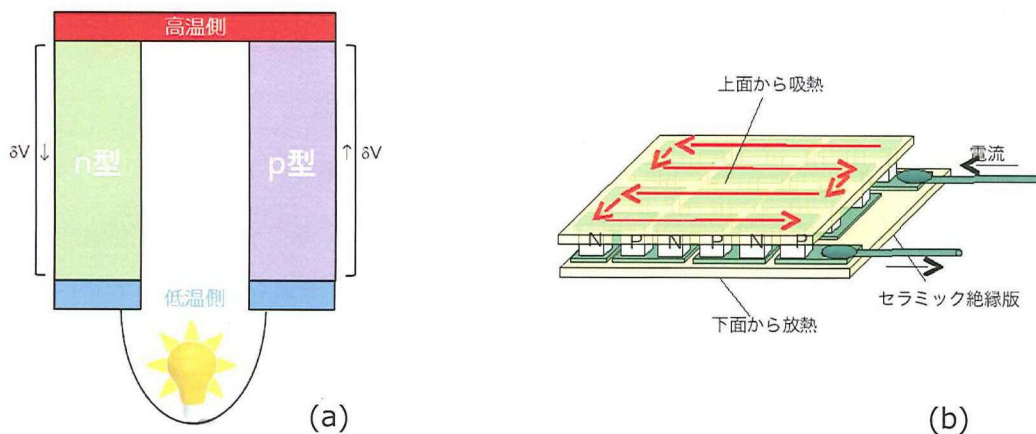 高温側
δV ↓
n型
p型
↑ δV
低温側
(a)
上面から吸熱
電流
N P N P N P
セラミック絶縁版
下面から放熱
(b)